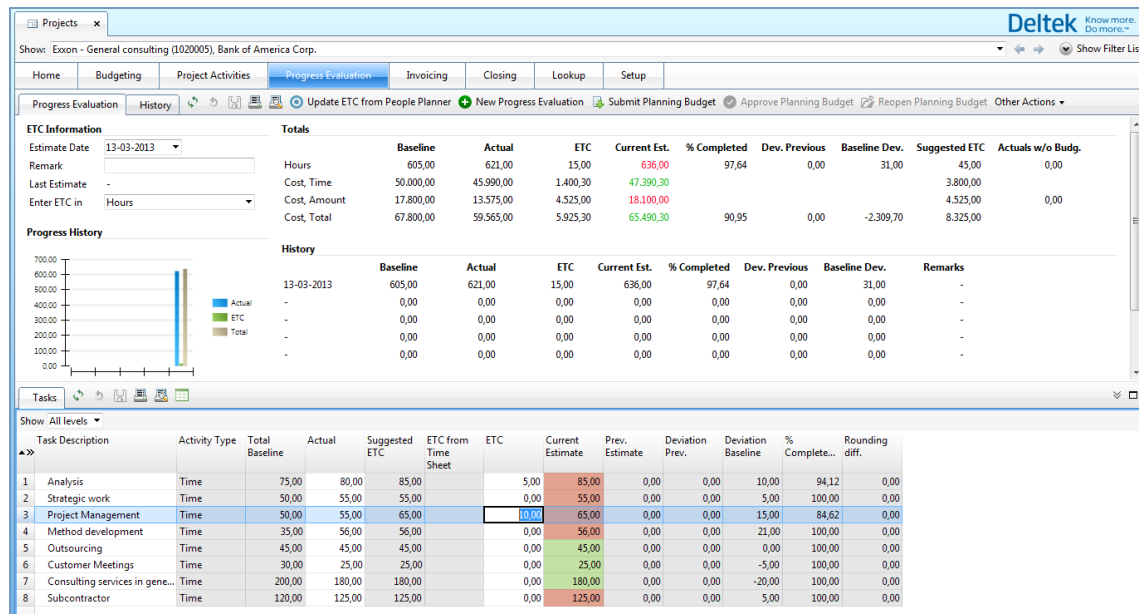 Projects x
Deltek Know more. Do more.™
Show: Exxon - General consulting (1020005), Bank of America Corp. Show Filter Lis
Home Budgeting Project Activities Progress Evaluation Invoicing Closing Lookup Setup
Progress Evaluation History Update ETC from People Planner New Progress Evaluation Submit Planning Budget Approve Planning Budget Reopen Planning Budget Other Actions
ETC Information
Estimate Date 13-03-2013
Remark
Last Estimate -
Enter ETC in Hours
Totals
Baseline Actual ETC Current Est. % Completed Dev. Previous Baseline Dev. Suggested ETC Actuals w/o Budg.
Hours 605,00 621,00 15,00 636,00 97,64 0,00 31,00 45,00 0,00
Cost, Time 50.000,00 45.990,00 1.400,30 47.390,30 3.800,00
Cost, Amount 17.800,00 13.575,00 4.525,00 18.100,00 4.525,00 0,00
Cost, Total 67.800,00 59.565,00 5.925,30 65.490,30 90,95 0,00 -2.309,70 8.325,00
Progress History
700.00
600.00
500.00
400.00
300.00
200.00
100.00
0.00
Actual
ETC
Total
History
Baseline Actual ETC Current Est. % Completed Dev. Previous Baseline Dev. Remarks
13-03-2013 605,00 621,00 15,00 636,00 97,64 0,00 31,00 -
- 0,00 0,00 0,00 0,00 0,00 0,00 0,00 -
- 0,00 0,00 0,00 0,00 0,00 0,00 0,00 -
- 0,00 0,00 0,00 0,00 0,00 0,00 0,00 -
- 0,00 0,00 0,00 0,00 0,00 0,00 0,00 -
Tasks
Show All levels
Task Description Activity Type Total Baseline Actual Suggested ETC ETC from Time Sheet ETC Current Estimate Prev. Estimate Deviation Prev. Deviation Baseline % Complete... Rounding diff.
1 Analysis Time 75,00 80,00 85,00 5,00 85,00 0,00 0,00 10,00 94,12 0,00
2 Strategic work Time 50,00 55,00 55,00 0,00 55,00 0,00 0,00 5,00 100,00 0,00
3 Project Management Time 50,00 55,00 65,00 10,00 65,00 0,00 0,00 15,00 84,62 0,00
4 Method development Time 35,00 56,00 56,00 0,00 56,00 0,00 0,00 21,00 100,00 0,00
5 Outsourcing Time 45,00 45,00 45,00 0,00 45,00 0,00 0,00 0,00 100,00 0,00
6 Customer Meetings Time 30,00 25,00 25,00 0,00 25,00 0,00 0,00 -5,00 100,00 0,00
7 Consulting services in gene... Time 200,00 180,00 180,00 0,00 180,00 0,00 0,00 -20,00 100,00 0,00
8 Subcontractor Time 120,00 125,00 125,00 0,00 125,00 0,00 0,00 5,00 100,00 0,00